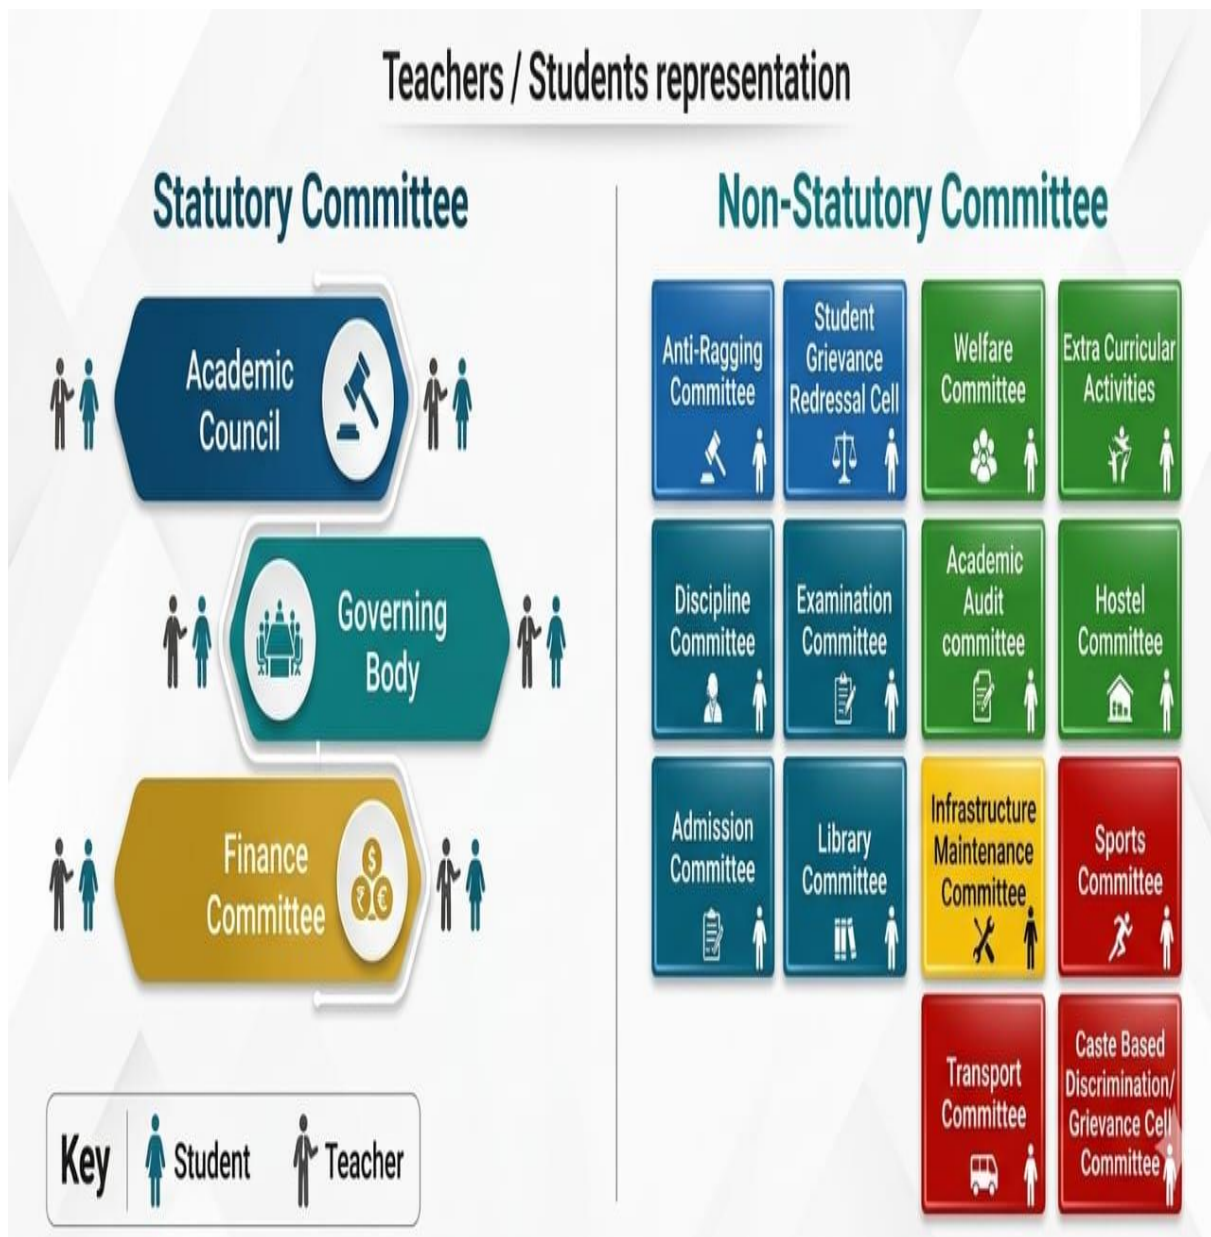 Teachers / Students representation
Statutory Committee
Academic
Council
Governing
Body
$
₹
€
Finance
Committee
Key
Student
Teacher
Non-Statutory Committee
Anti-Ragging
Committee
Student
Grievance
Redressal Cell
Welfare
Committee
Extra Curricular
Activities
Discipline
Committee
Examination
Committee
Academic
Audit
committee
Hostel
Committee
Admission
Committee
Library
Committee
Infrastructure
Maintenance
Committee
Sports
Committee
Transport
Committee
Caste Based
Discrimination/
Grievance Cell
Committee